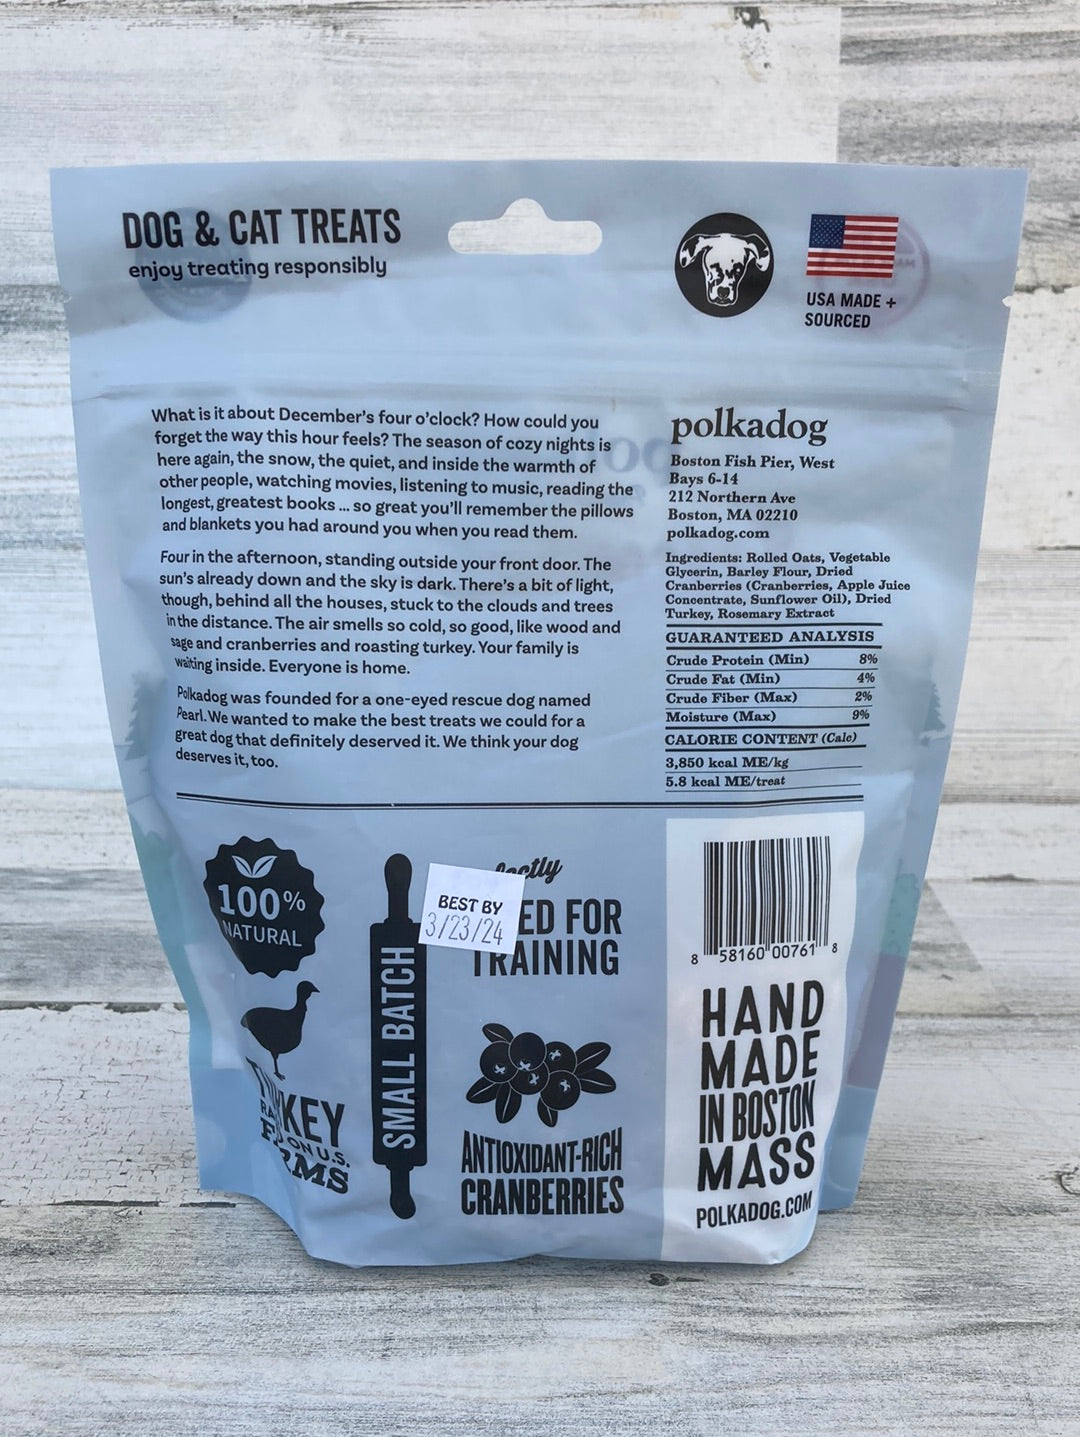 DOG & CAT TREATS
enjoy treating responsibly
USA MADE +
SOURCED
What is it about December's four o'clock? How could you
forget the way this hour feels? The season of cozy nights is
here again, the snow, the quiet, and inside the warmth of
other people, watching movies, listening to music, reading the
longest, greatest books ... so great you'll remember the pillows
and blankets you had around you when you read them.
Four in the afternoon, standing outside your front door. The
sun's already down and the sky is dark. There's a bit of light,
though, behind all the houses, stuck to the clouds and trees
in the distance. The air smells so cold, so good, like wood and
sage and cranberries and roasting turkey. Your family is
waiting inside. Everyone is home.
Polkadog was founded for a one-eyed rescue dog named
Pearl. We wanted to make the best treats we could for a
great dog that definitely deserved it. We think your dog
deserves it, too.
polkadog
Boston Fish Pier, West
Bays 6-14
212 Northern Ave
Boston, MA 02210
polkadog.com
Ingredients: Rolled Oats, Vegetable
Glycerin, Barley Flour, Dried
Cranberries (Cranberries, Apple Juice
Concentrate, Sunflower Oil), Dried
Turkey, Rosemary Extract
GUARANTEED ANALYSIS
Crude Protein (Min) 8%
Crude Fat (Min) 4%
Crude Fiber (Max) 2%
Moisture (Max) 9%
CALORIE CONTENT (Calc)
3,850 kcal ME/kg
5.8 kcal ME/treat
100%
NATURAL
SMALL BATCH
BEST BY
3/23/24
FOR
TRAINING
TURKEY
ON U.S.
ANTIOXIDANT-RICH
CRANBERRIES
8 58160 00761 8
HAND
MADE
IN BOSTON
MASS
POLKADOG.COM